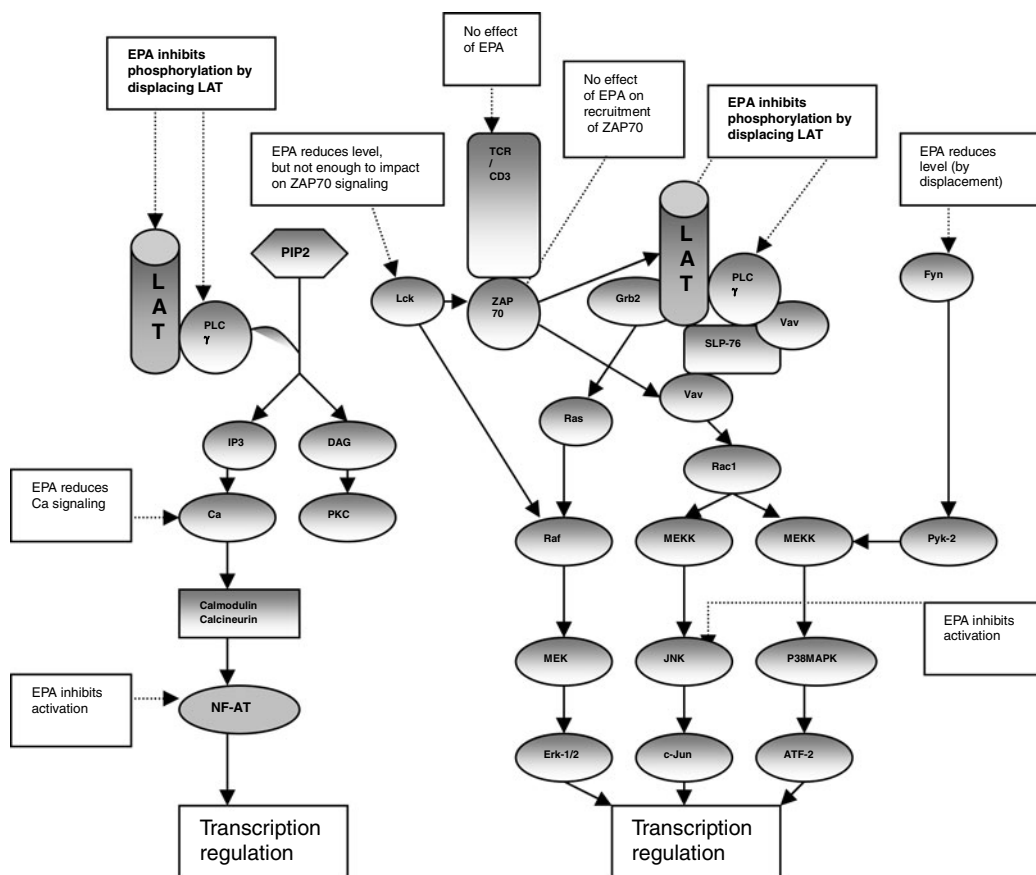 No effect
of EPA
EPA inhibits
phosphorylation by
displacing LAT
No effect
of EPA on
recruitment
of ZAP70
EPA inhibits
phosphorylation by
displacing LAT
EPA reduces level,
but not enough to impact
on ZAP70 signaling
EPA reduces
level (by
displacement)
TCR
/
CD3
L
A
T
PLC
γ
PIP2
Lck
ZAP
70
Grb2
L
A
T
PLC
γ
Vav
SLP-76
Fyn
Vav
Ras
IP3
DAG
Rac1
EPA reduces
Ca signaling
Ca
PKC
Raf
MEKK
MEKK
Pyk-2
Calmodulin
Calcineurin
EPA inhibits
activation
MEK
JNK
P38MAPK
EPA inhibits
activation
NF-AT
Erk-1/2
c-Jun
ATF-2
Transcription
regulation
Transcription
regulation